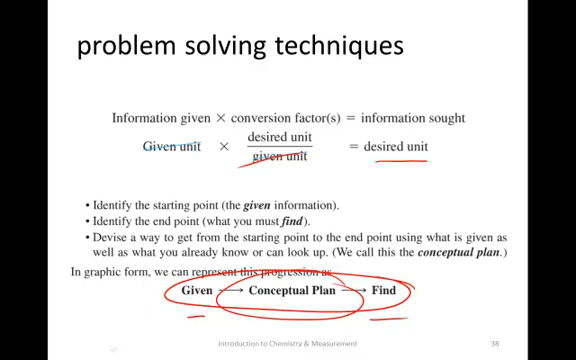 problem solving techniques
Information given × conversion factor(s) = information sought
Given unit × desired unit / given unit = desired unit
• Identify the starting point (the given information).
• Identify the end point (what you must find).
• Devise a way to get from the starting point to the end point using what is given as
well as what you already know or can look up. (We call this the conceptual plan.)
In graphic form, we can represent this progression as
Given → Conceptual Plan → Find
Introduction to Chemistry & Measurement 38